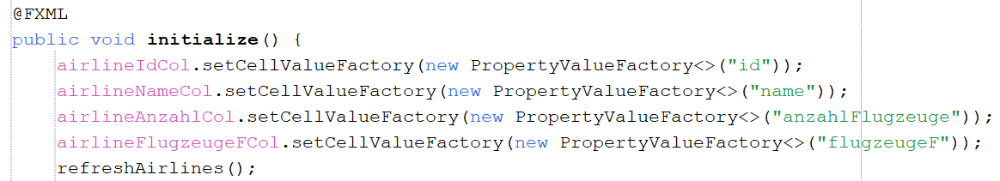 @FXML
public void initialize() {
airlineIdCol.setCellValueFactory(new PropertyValueFactory<>("id"));
airlineNameCol.setCellValueFactory(new PropertyValueFactory<>("name"));
airlineAnzahlCol.setCellValueFactory(new PropertyValueFactory<>("anzahlFlugzeuge"));
airlineFlugzeugeFCol.setCellValueFactory(new PropertyValueFactory<>("flugzeugeF"));
refreshAirlines();